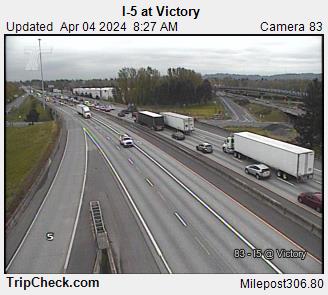 I-5 at Victory
Updated Apr 04 2024 8:27 AM
Camera 83
83 - I5 @ Victory
TripCheck.com
Milepost306.80